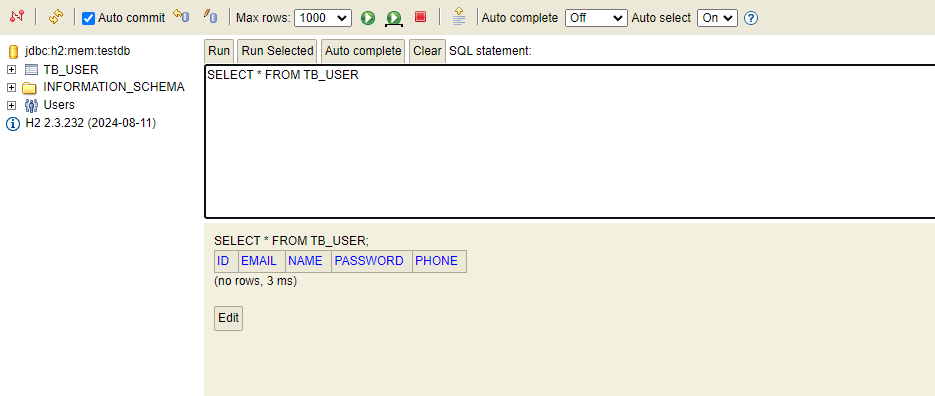 Auto commit Max rows: 1000 Auto complete Off Auto select On
jdbc:h2:mem:testdb
TB_USER
INFORMATION_SCHEMA
Users
H2 2.3.232 (2024-08-11)
Run Run Selected Auto complete Clear SQL statement:
SELECT * FROM TB_USER
SELECT * FROM TB_USER;
ID EMAIL NAME PASSWORD PHONE
(no rows, 3 ms)
Edit